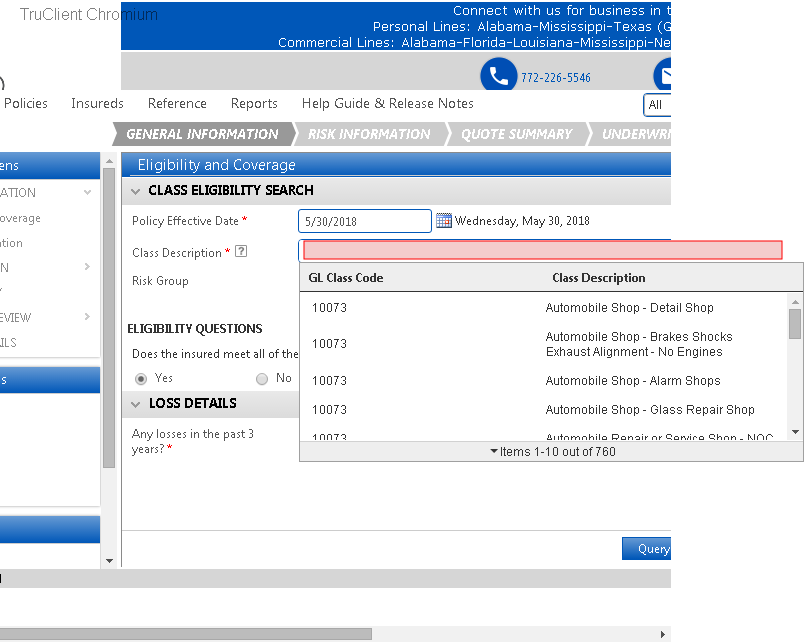 TruClient Chromium
Connect with us for business in t
Personal Lines: Alabama-Mississippi-Texas (G
Commercial Lines: Alabama-Florida-Louisiana-Mississippi-Ne
772-226-5546
Policies Insureds Reference Reports Help Guide & Release Notes All
GENERAL INFORMATION RISK INFORMATION QUOTE SUMMARY UNDERWRI
ens
ATION
overage
tion
N
EVIEW
ILS
s
Eligibility and Coverage
CLASS ELIGIBILITY SEARCH
Policy Effective Date * 5/30/2018 Wednesday, May 30, 2018
Class Description * ?
Risk Group
GL Class Code Class Description
10073 Automobile Shop - Detail Shop
10073 Automobile Shop - Brakes Shocks
Exhaust Alignment - No Engines
10073 Automobile Shop - Alarm Shops
10073 Automobile Shop - Glass Repair Shop
10073 Automobile Repair or Service Shop - NOC
Items 1-10 out of 760
ELIGIBILITY QUESTIONS
Does the insured meet all of the
Yes No
LOSS DETAILS
Any losses in the past 3
years? *
Query